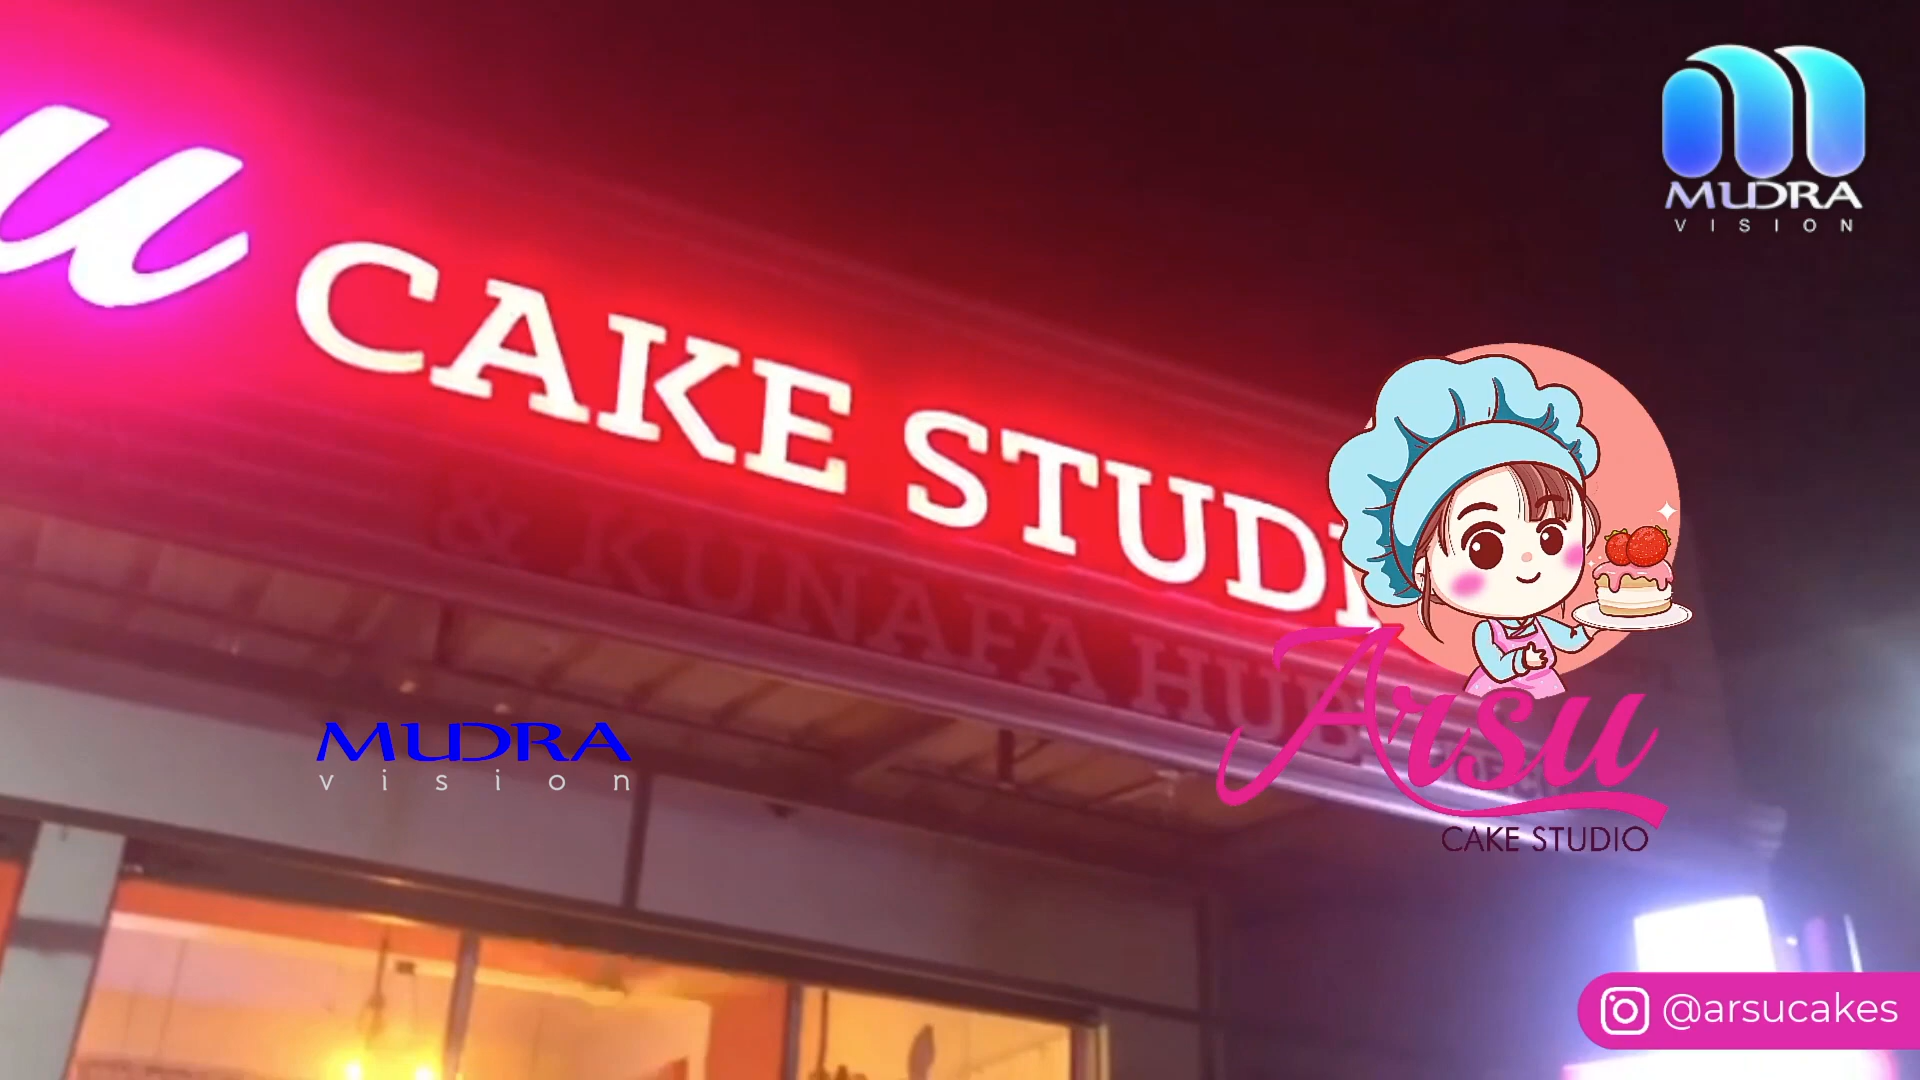 MUDRA
VISION
u CAKE STUDI
& KUNAFA HUB
MUDRA
vision
Arsu
CAKE STUDIO
@arsucakes